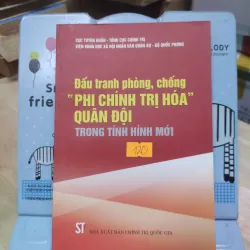 CỤC TUYÊN HUẤN - TỔNG CỤC CHÍNH TRỊ
VIỆN KHOA HỌC XÃ HỘI NHÂN VĂN QUÂN SỰ - BỘ QUỐC PHÒNG
Đấu tranh phòng, chống
"PHI CHÍNH TRỊ HÓA"
QUÂN ĐỘI
TRONG TÌNH HÌNH MỚI
ST
NHÀ XUẤT BẢN CHÍNH TRỊ QUỐC GIA